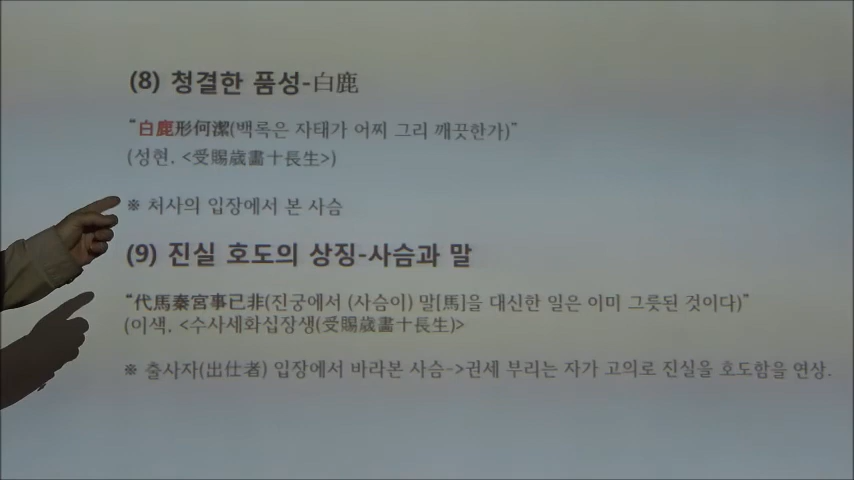 (8) 청결한 품성-白鹿
“白鹿形何潔(백록은 자태가 어찌 그리 깨끗한가)”
(성현, <受賜歲畵十長生>)
※ 처사의 입장에서 본 사슴
(9) 진실 호도의 상징-사슴과 말
“代馬秦宮事已非(진궁에서 (사슴이) 말[馬]을 대신한 일은 이미 그릇된 것이다)”
(이색, <수사세화십장생(受賜歲畵十長生)>
※ 출사자(出仕者) 입장에서 바라본 사슴->권세 부리는 자가 고의로 진실을 호도함을 연상.